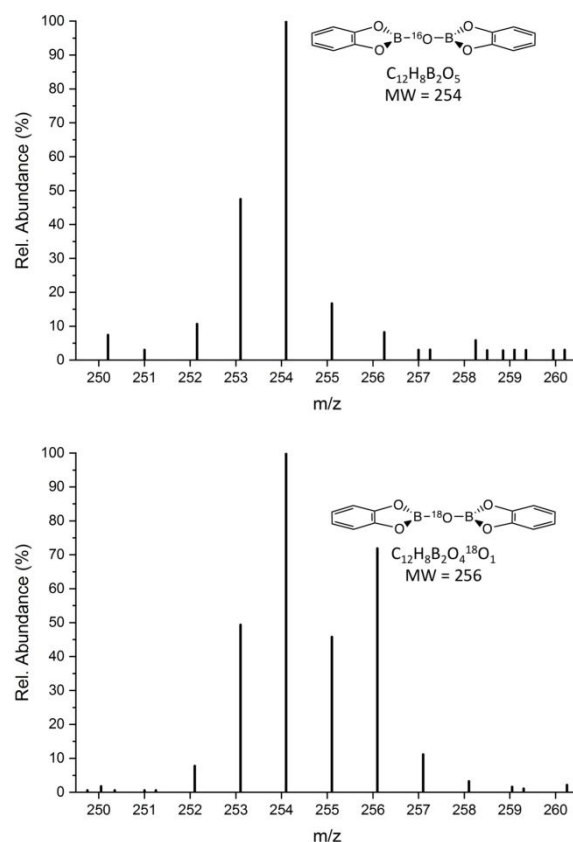 100
90
80
70
60
50
40
30
20
10
0
Rel. Abundance (%)
250 251 252 253 254 255 256 257 258 259 260
m/z
O O B ¹⁶O B O O
C₁₂H₈B₂O₅
MW = 254
100
90
80
70
60
50
40
30
20
10
0
Rel. Abundance (%)
250 251 252 253 254 255 256 257 258 259 260
m/z
O O B ¹⁸O B O O
C₁₂H₈B₂O₄¹⁸O₁
MW = 256